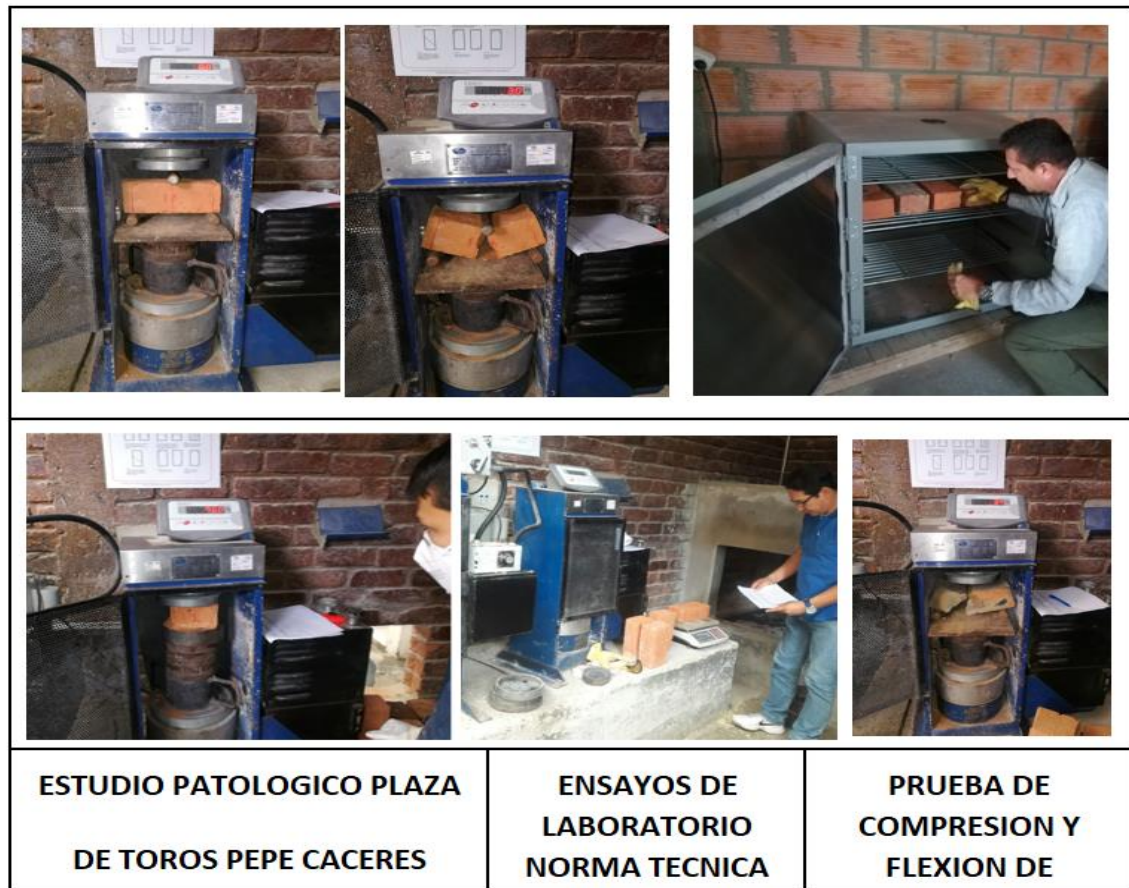 ESTUDIO PATOLOGICO PLAZA
DE TOROS PEPE CACERES
ENSAYOS DE
LABORATORIO
NORMA TECNICA
PRUEBA DE
COMPRESION Y
FLEXION DE